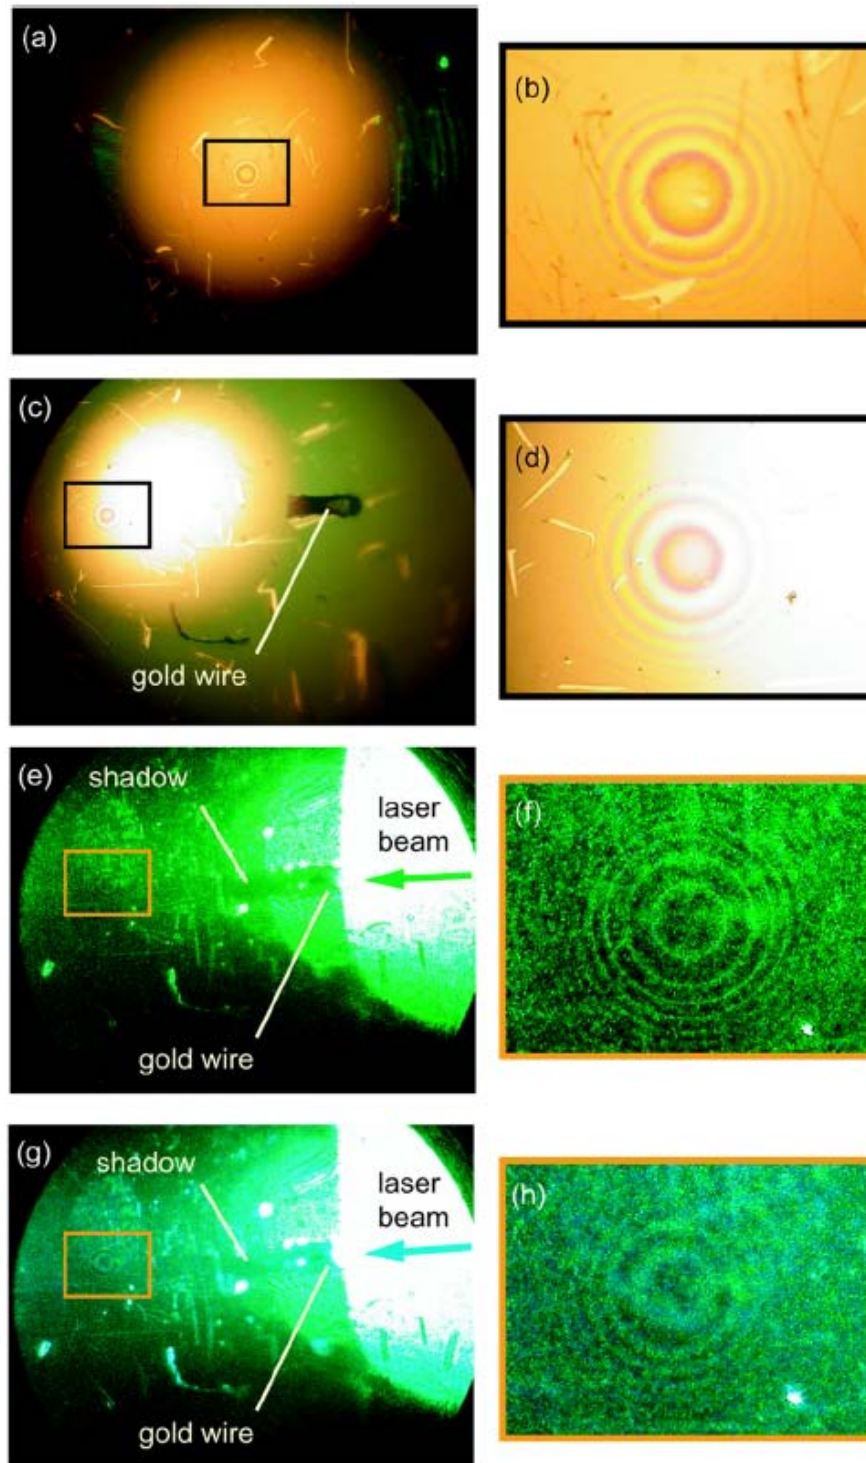 (a)
(b)
(c)
gold wire
(d)
(e)
shadow
laser
beam
gold wire
(f)
(g)
shadow
laser
beam
gold wire
(h)